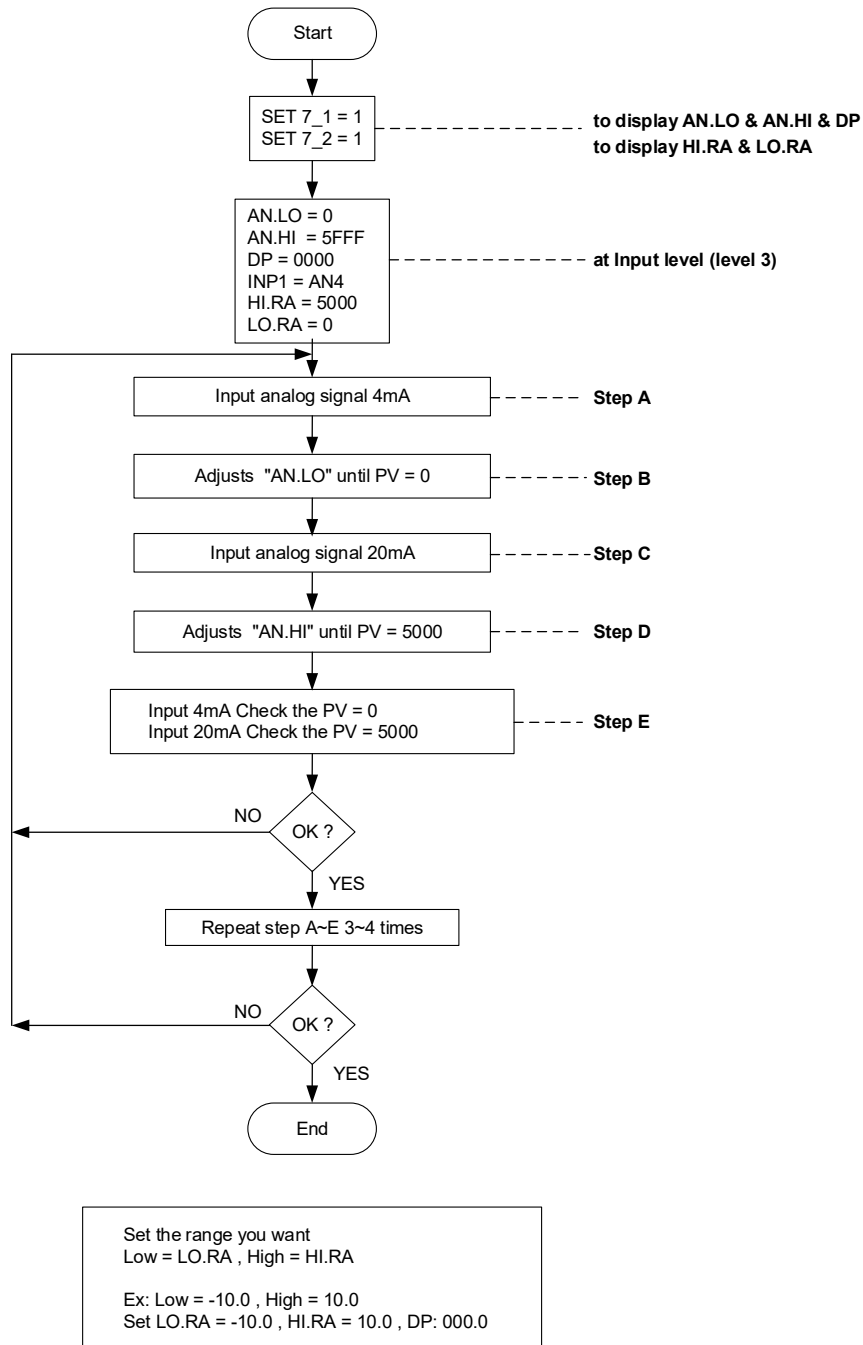 Start
SET 7_1 = 1
SET 7_2 = 1
to display AN.LO & AN.HI & DP
to display HI.RA & LO.RA
AN.LO = 0
AN.HI = 5FFF
DP = 0000
INP1 = AN4
HI.RA = 5000
LO.RA = 0
at Input level (level 3)
Input analog signal 4mA
Step A
Adjusts "AN.LO" until PV = 0
Step B
Input analog signal 20mA
Step C
Adjusts "AN.HI" until PV = 5000
Step D
Input 4mA Check the PV = 0
Input 20mA Check the PV = 5000
Step E
NO
OK ?
YES
Repeat step A~E 3~4 times
NO
OK ?
YES
End
Set the range you want
Low = LO.RA , High = HI.RA
Ex: Low = -10.0 , High = 10.0
Set LO.RA = -10.0 , HI.RA = 10.0 , DP: 000.0